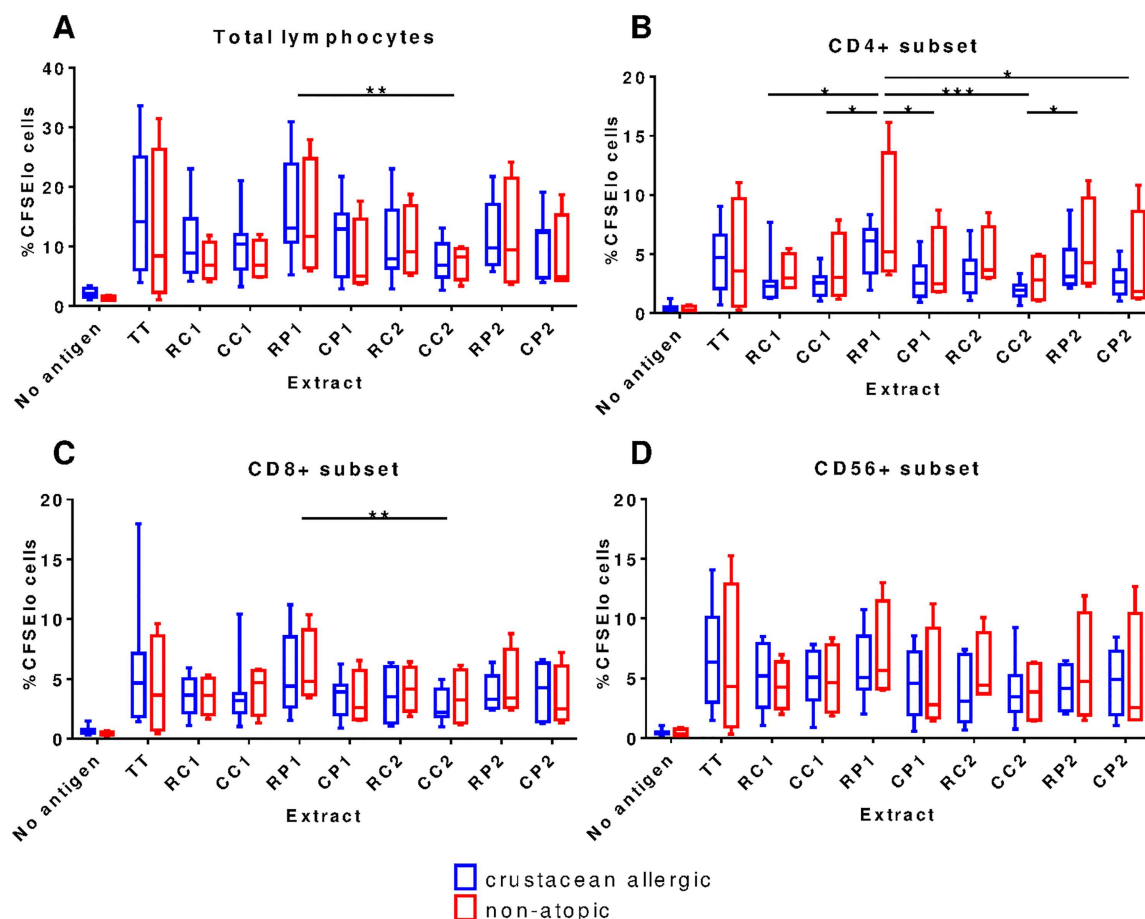 A
Total lymphocytes
%CFSElo cells
40
30
20
10
0
**
No antigen
TT
RC1
CC1
RP1
CP1
RC2
CC2
RP2
CP2
Extract
B
CD4+ subset
%CFSElo cells
20
15
10
5
0
*
* ***
* * *
No antigen
TT
RC1
CC1
RP1
CP1
RC2
CC2
RP2
CP2
Extract
C
CD8+ subset
%CFSElo cells
20
15
10
5
0
**
No antigen
TT
RC1
CC1
RP1
CP1
RC2
CC2
RP2
CP2
Extract
D
CD56+ subset
%CFSElo cells
20
15
10
5
0
No antigen
TT
RC1
CC1
RP1
CP1
RC2
CC2
RP2
CP2
Extract
crustacean allergic
non-atopic